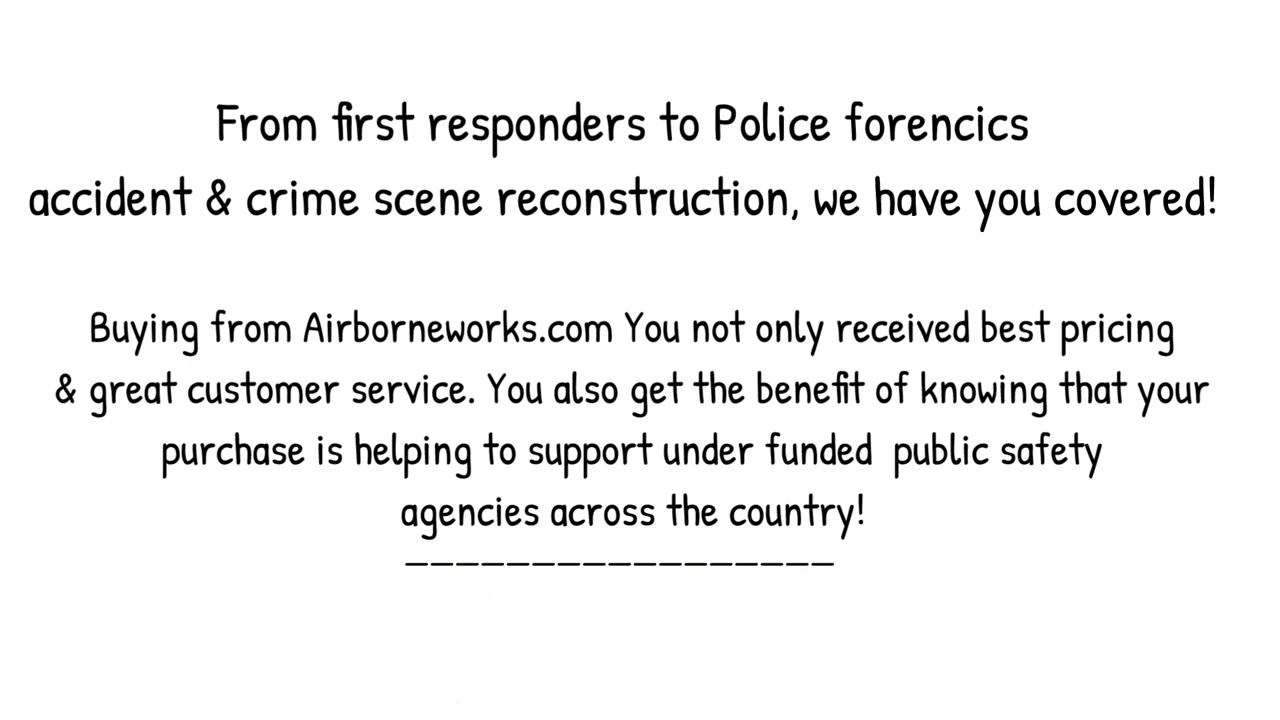 From first responders to Police forencics
accident & crime scene reconstruction, we have you covered!
Buying from Airborneworks.com You not only received best pricing
& great customer service. You also get the benefit of knowing that your
purchase is helping to support under funded  public safety
agencies across the country!
_________________